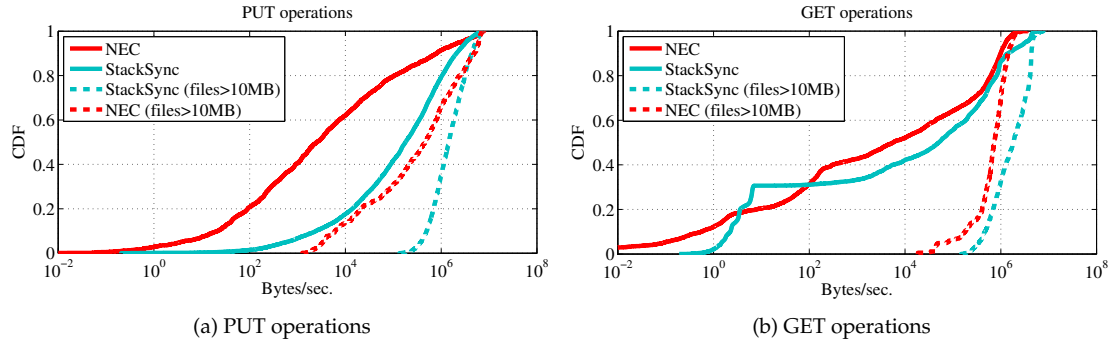 PUT operations
1
0.8
0.6
0.4
0.2
0
CDF
NEC
StackSync
StackSync (files>10MB)
NEC (files>10MB)
10^-2 10^0 10^2 10^4 10^6 10^8
Bytes/sec.
(a) PUT operations
GET operations
1
0.8
0.6
0.4
0.2
0
CDF
NEC
StackSync
StackSync (files>10MB)
NEC (files>10MB)
10^-2 10^0 10^2 10^4 10^6 10^8
Bytes/sec.
(b) GET operations